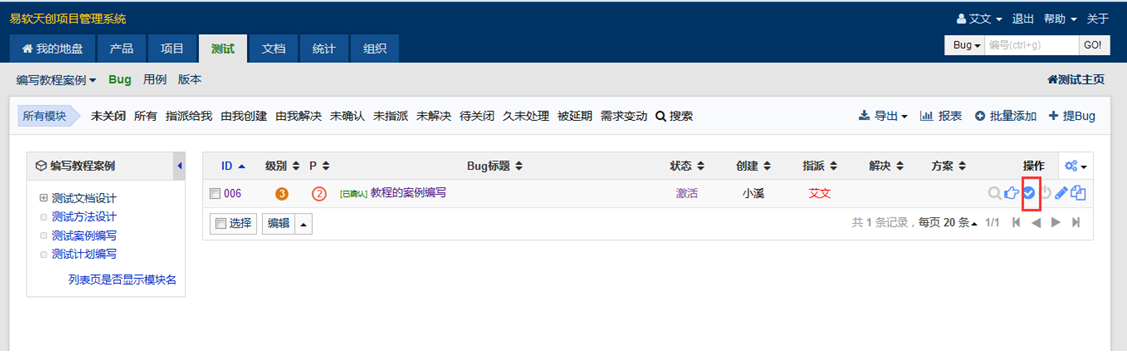 易软天创项目管理系统
艾文 退出 帮助 关于
我的地盘 产品 项目 测试 文档 统计 组织
Bug 编号(ctrl+g) GO!
编写教程案例 Bug 用例 版本
测试主页
所有模块 未关闭 所有 指派给我 由我创建 由我解决 未确认 未指派 未解决 待关闭 久未处理 被延期 需求变动 搜索
导出 报表 批量添加 提Bug
编写教程案例
测试文档设计
测试方法设计
测试案例编写
测试计划编写
列表页是否显示模块名
ID 级别 P Bug标题 状态 创建 指派 解决 方案 操作
006 3 2 [已确认] 教程的案例编写 激活 小溪 艾文
选择 编辑
共 1 条记录，每页 20 条 1/1